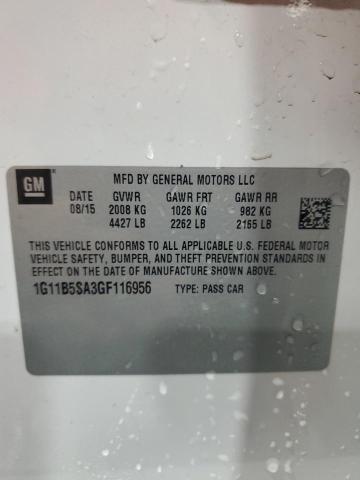 GM
MFD BY GENERAL MOTORS LLC
DATE GVWR GAWR FRT GAWR RR
08/15 2008 KG 1026 KG 982 KG
4427 LB 2262 LB 2165 LB
THIS VEHICLE CONFORMS TO ALL APPLICABLE U.S. FEDERAL MOTOR
VEHICLE SAFETY, BUMPER, AND THEFT PREVENTION STANDARDS
IN EFFECT ON THE DATE OF MANUFACTURE SHOWN ABOVE.
1G11B5SA3GF116956 TYPE: PASS CAR